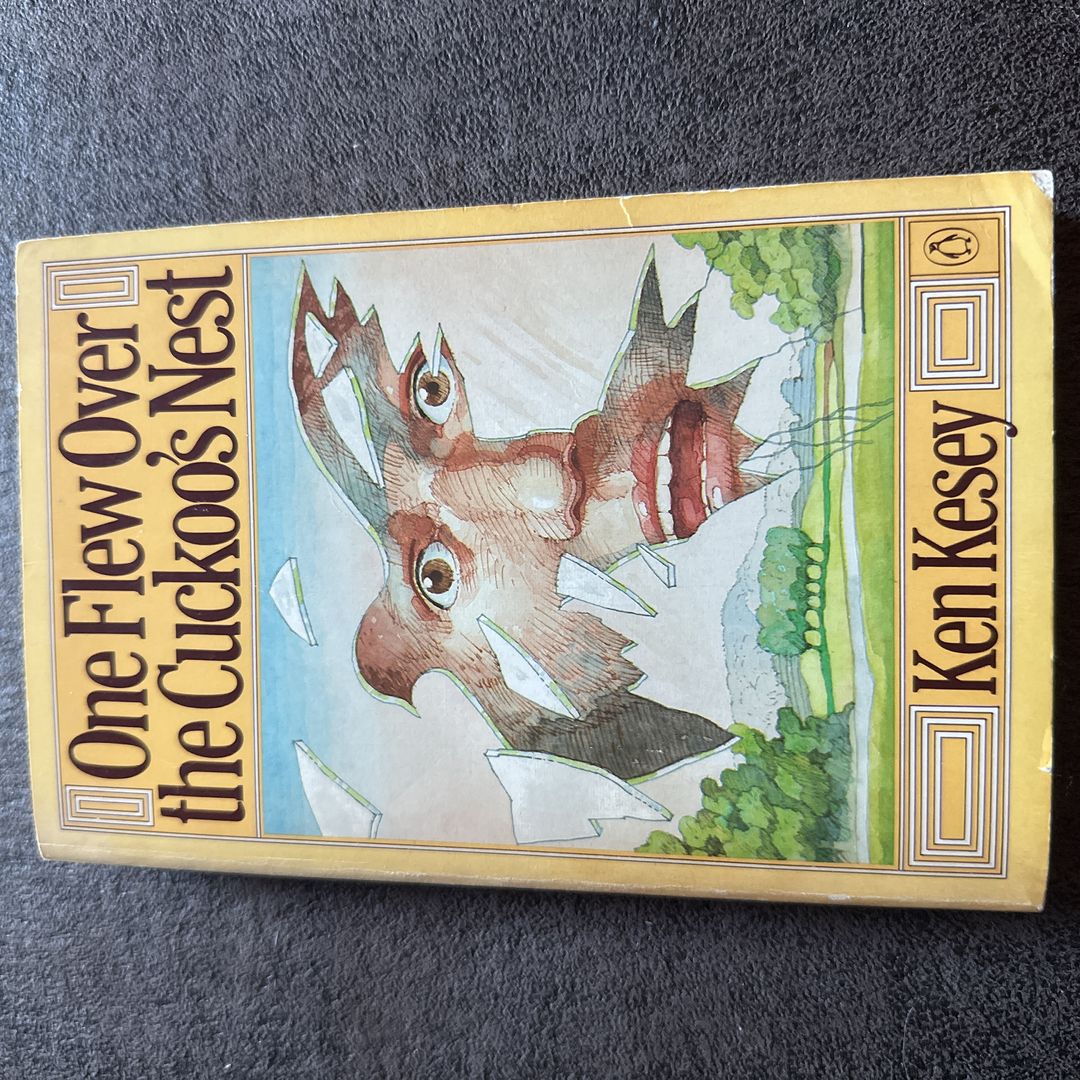 One Flew Over
the Cuckoo's Nest
Ken Kesey